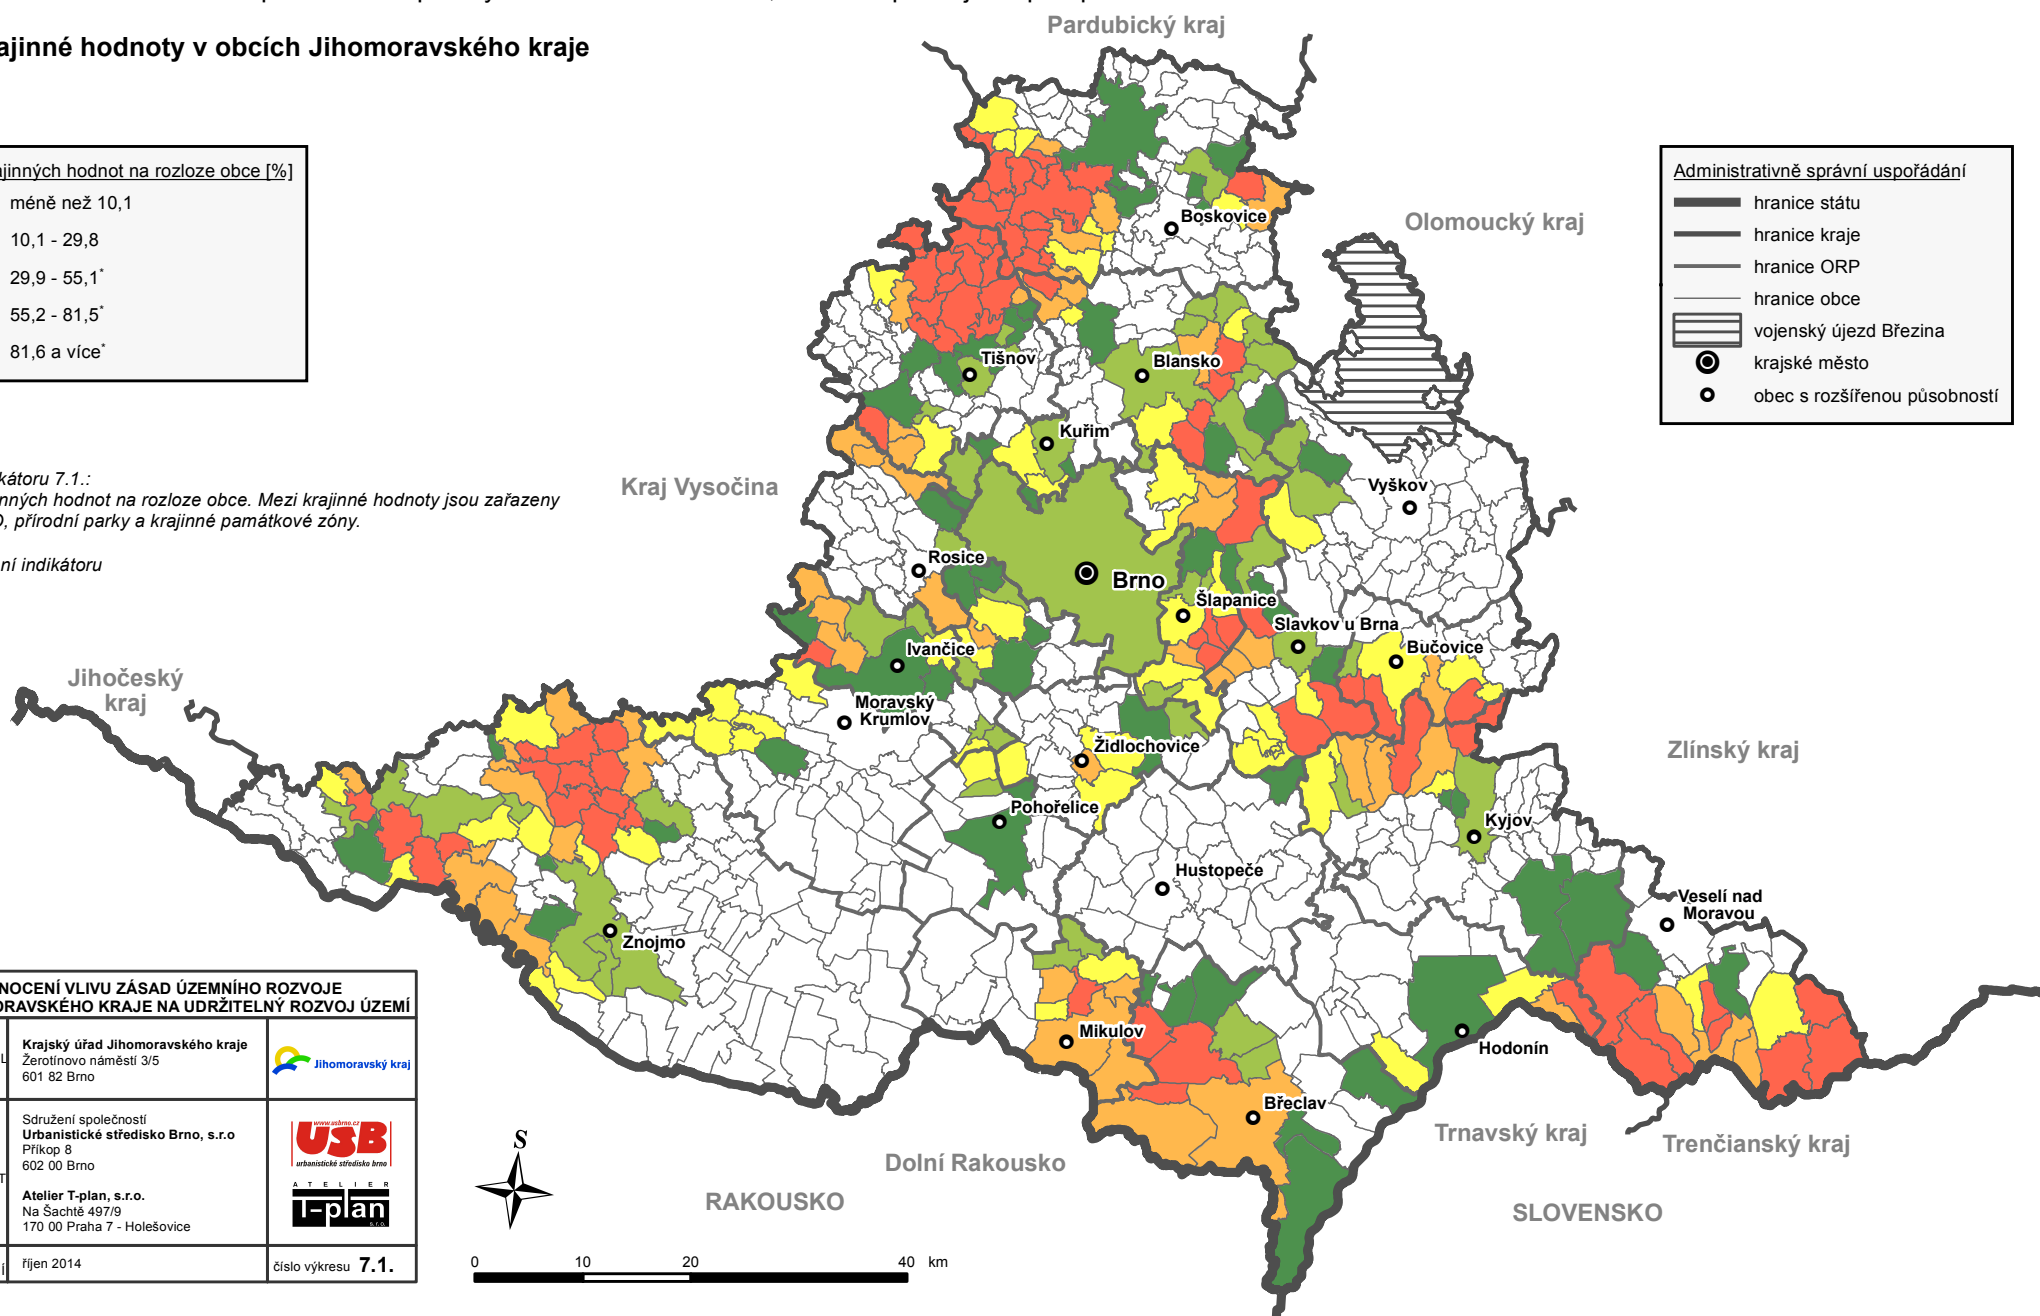 Pardubický kraj
ajinné hodnoty v obcích Jihomoravského kraje
ajinných hodnot na rozloze obce [%]
méně než 10,1
10,1 - 29,8
29,9 - 55,1*
55,2 - 81,5*
81,6 a více*
Administrativně správní uspořádání
hranice státu
hranice kraje
hranice ORP
hranice obce
vojenský újezd Březina
krajské město
obec s rozšířenou působností
Olomoucký kraj
Boskovice
Tišnov
Blansko
Kuřim
Kraj Vysočina
Vyškov
kátoru 7.1.:
inných hodnot na rozloze obce. Mezi krajinné hodnoty jsou zařazeny
O, přírodní parky a krajinné památkové zóny.
ní indikátoru
Rosice
Brno
Šlapanice
Slavkov u Brna
Bučovice
Ivančice
Jihočeský
kraj
Moravský
Krumlov
Židlochovice
Zlínský kraj
Pohořelice
Kyjov
Hustopeče
Veselí nad
Moravou
Znojmo
Mikulov
Hodonín
Břeclav
Trnavský kraj
Trenčianský kraj
Dolní Rakousko
RAKOUSKO
SLOVENSKO
NOCENÍ VLIVU ZÁSAD ÚZEMNÍHO ROZVOJE
ORAVSKÉHO KRAJE NA UDRŽITELNÝ ROZVOJ ÚZEMÍ
L
Krajský úřad Jihomoravského kraje
Žerotínovo náměstí 3/5
601 82 Brno
Jihomoravský kraj
Sdružení společností
Urbanistické středisko Brno, s.r.o
Příkop 8
602 00 Brno
T
Atelier T-plan, s.r.o.
Na Šachtě 497/9
170 00 Praha 7 - Holešovice
www.usbrno.cz
USB
urbanistické středisko brno
ATELIER
T-plan
s.r.o.
Í
říjen 2014
číslo výkresu 7.1.
S
0 10 20 40 km